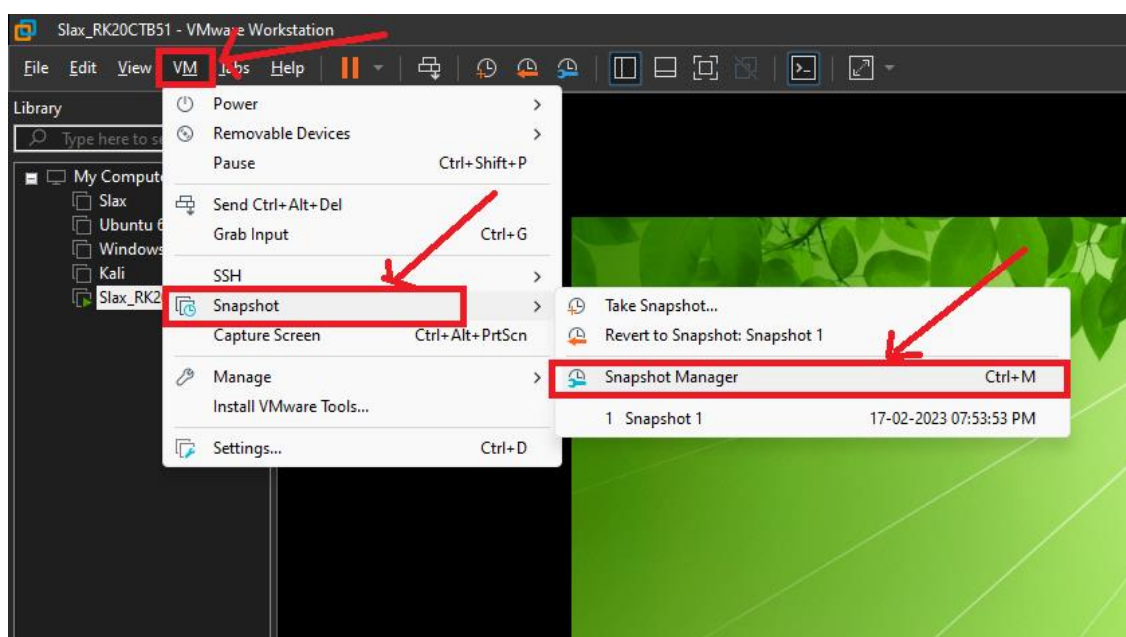 Slax_RK20CTB51 - VMware Workstation
File Edit View VM Tabs Help
Library
Type here to se
My Compute
Slax
Ubuntu 6
Windows
Kali
Slax_RK20
Power
Removable Devices
Pause Ctrl+Shift+P
Send Ctrl+Alt+Del
Grab Input Ctrl+G
SSH
Snapshot
Capture Screen Ctrl+Alt+PrtScn
Manage
Install VMware Tools...
Settings... Ctrl+D
Take Snapshot...
Revert to Snapshot: Snapshot 1
Snapshot Manager Ctrl+M
1 Snapshot 1 17-02-2023 07:53:53 PM